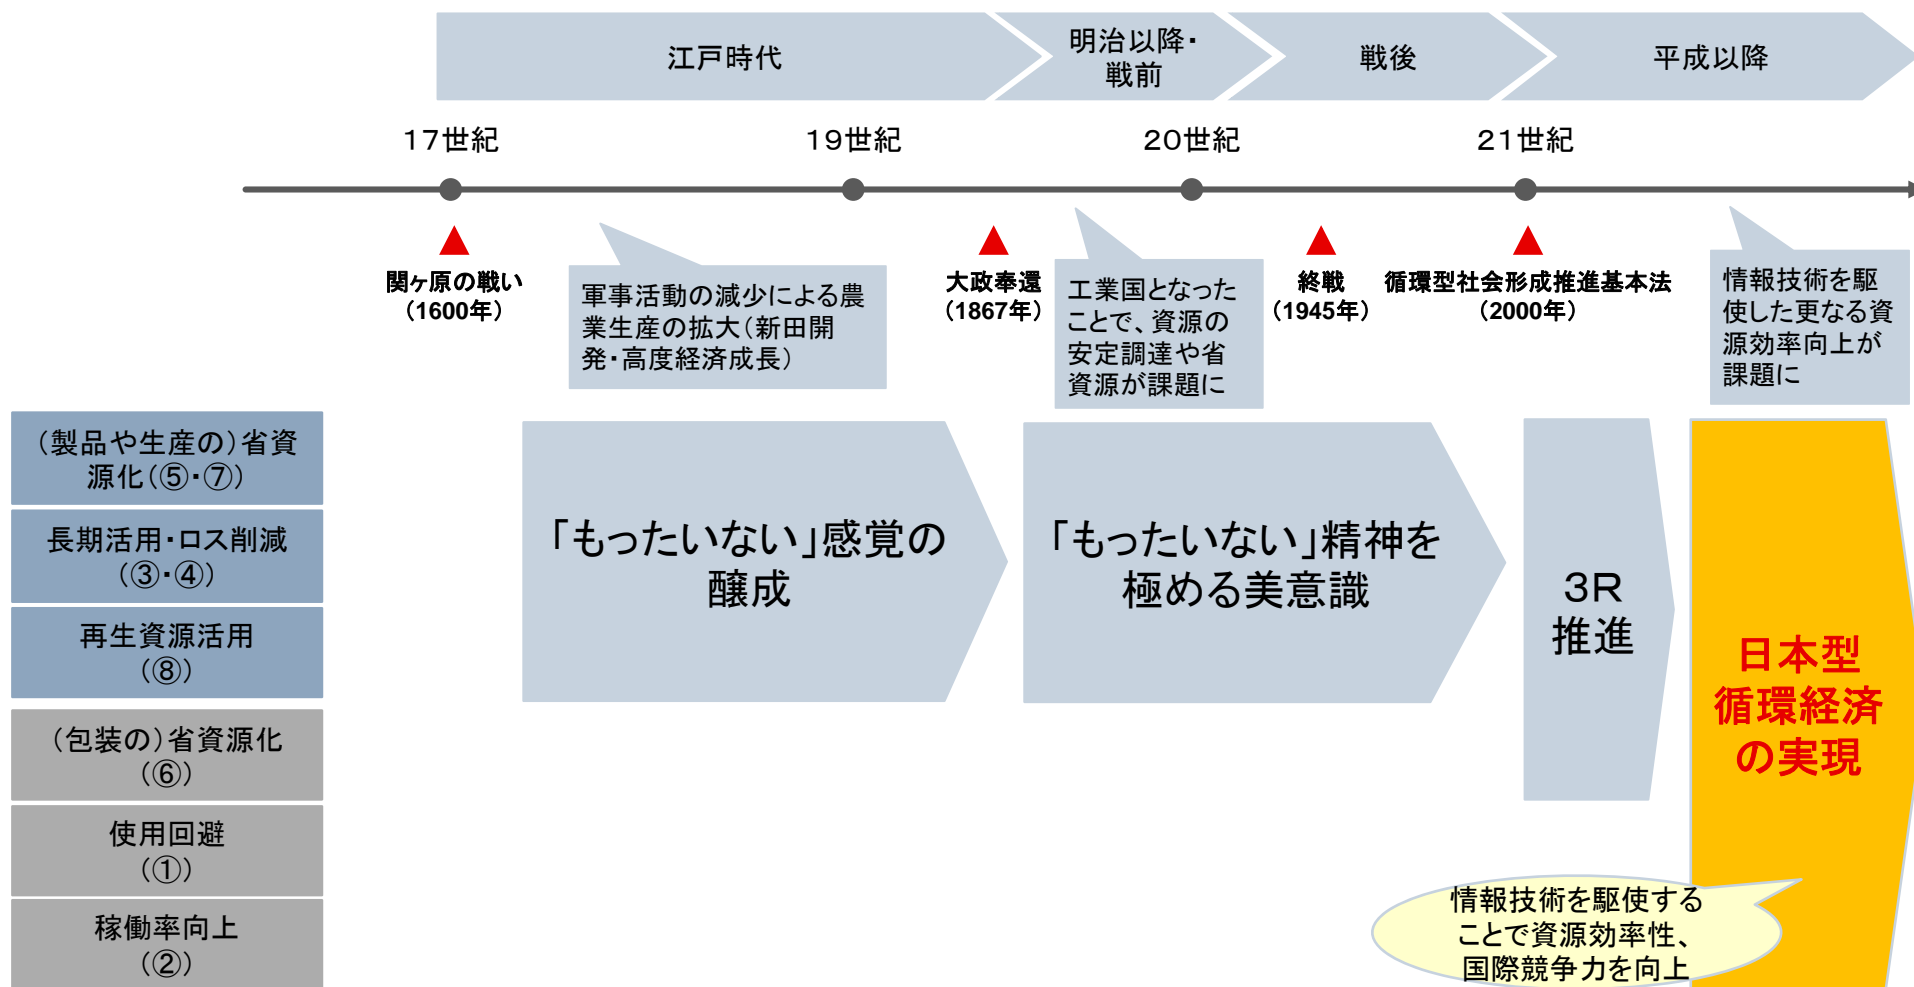 江戸時代
明治以降・
戦前
戦後
平成以降
17世紀
19世紀
20世紀
21世紀
関ヶ原の戦い
（1600年）
軍事活動の減少による農
業生産の拡大（新田開
発・高度経済成長）
大政奉還
（1867年）
工業国となった
ことで、資源の
安定調達や省
資源が課題に
終戦
（1945年）
循環型社会形成推進基本法
（2000年）
情報技術を駆
使した更なる資
源効率向上が
課題に
（製品や生産の）省資
源化（⑤・⑦）
長期活用・ロス削減
（③・④）
再生資源活用
（⑧）
（包装の）省資源化
（⑥）
使用回避
（①）
稼働率向上
（②）
「もったいない」感覚の
醸成
「もったいない」精神を
極める美意識
3R
推進
日本型
循環経済
の実現
情報技術を駆使する
ことで資源効率性、
国際競争力を向上